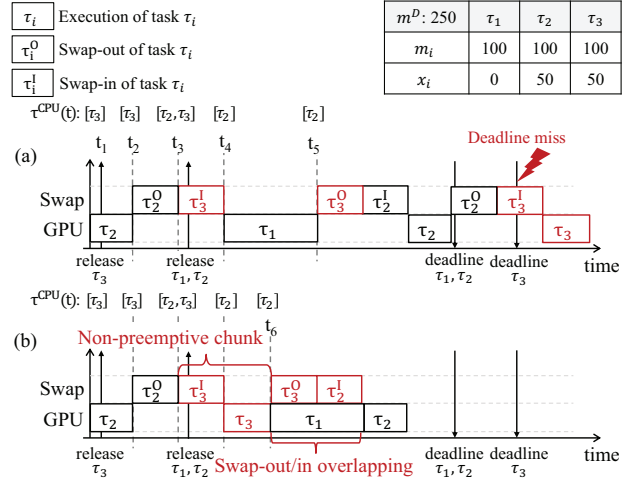 τᵢ Execution of task τᵢ
τᵢᴼ Swap-out of task τᵢ
τᵢᴵ Swap-in of task τᵢ
mᴰ: 250 τ₁ τ₂ τ₃
mᵢ 100 100 100
xᵢ 0 50 50
τᶜᴾᵁ(t): [τ₃] [τ₃] [τ₂,τ₃] [τ₂] [τ₂]
t₁ t₂ t₃ t₄ t₅
Deadline miss
(a)
Swap τ₂ᴼ τ₃ᴵ τ₃ᴼ τ₂ᴵ τ₂ᴼ τ₃ᴵ
GPU τ₂ τ₁ τ₂ τ₃
release τ₃ release τ₁, τ₂ deadline τ₁, τ₂ deadline τ₃ time
τᶜᴾᵁ(t): [τ₃] [τ₃] [τ₂,τ₃] [τ₂] [τ₂]
t₆
(b)
Non-preemptive chunk
Swap τ₂ᴼ τ₃ᴵ τ₃ᴼ τ₂ᴵ
GPU τ₂ τ₃ τ₁ τ₂
release τ₃ release τ₁, τ₂ Swap-out/in overlapping deadline τ₁, τ₂ deadline τ₃ time